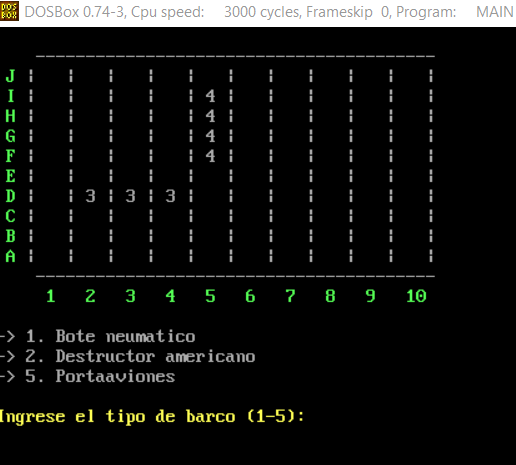 DOS BOX DOSBox 0.74-3, Cpu speed: 3000 cycles, Frameskip 0, Program: MAIN
J
I 4
H 4
G 4
F 4
E
D 3 3 3
C
B
A
1 2 3 4 5 6 7 8 9 10
-> 1. Bote neumatico
-> 2. Destructor americano
-> 5. Portaaviones
Ingrese el tipo de barco (1-5):